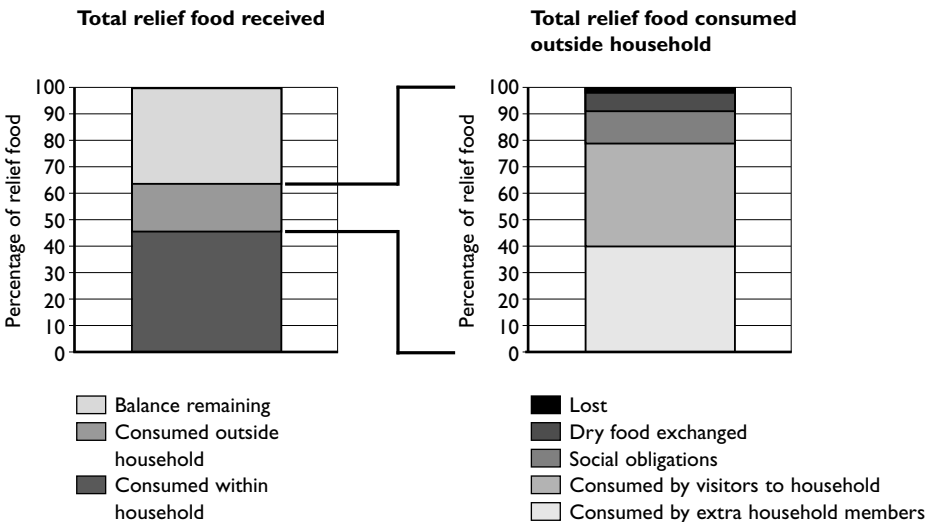 Total relief food received
Percentage of relief food
100
90
80
70
60
50
40
30
20
10
0
Balance remaining
Consumed outside
household
Consumed within
household
Total relief food consumed
outside household
Percentage of relief food
100
90
80
70
60
50
40
30
20
10
0
Lost
Dry food exchanged
Social obligations
Consumed by visitors to household
Consumed by extra household members